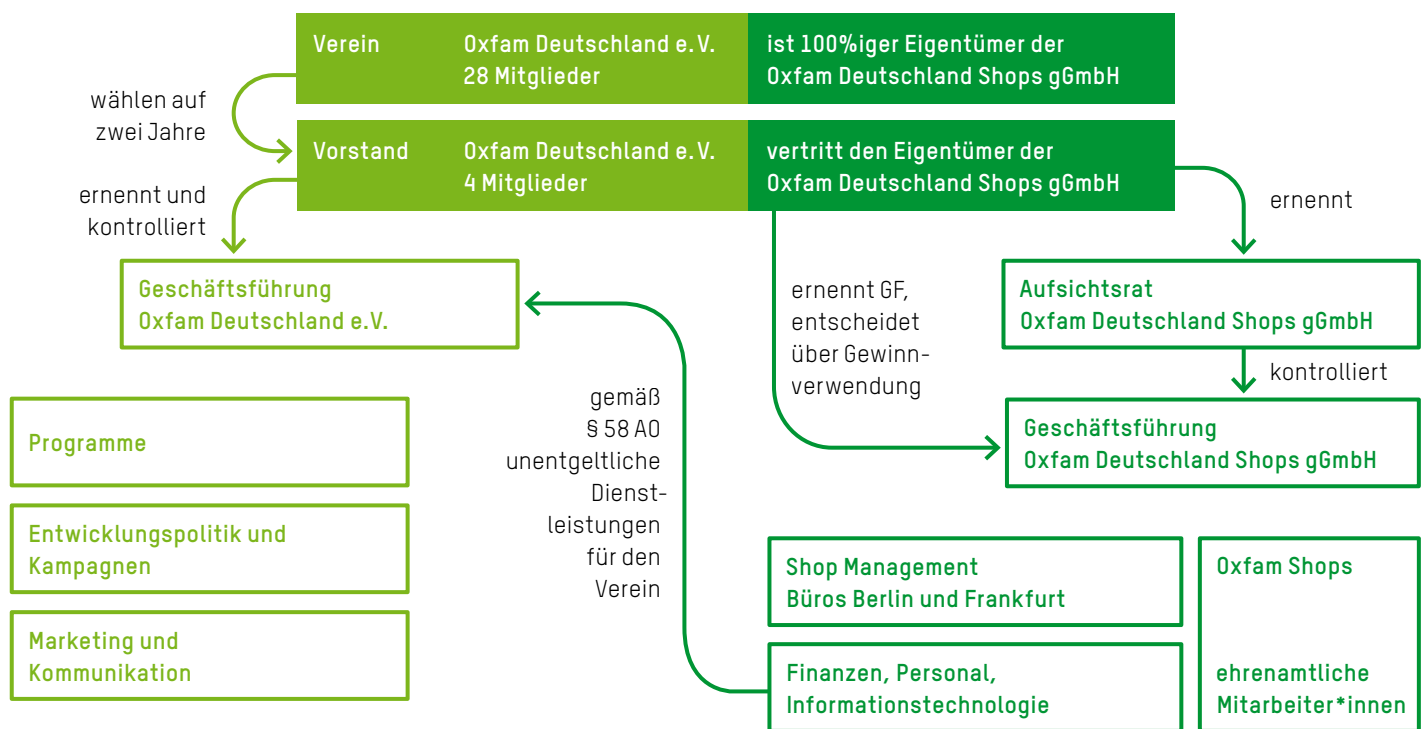 Verein Oxfam Deutschland e.V. ist 100%iger Eigentümer der
28 Mitglieder Oxfam Deutschland Shops gGmbH
wählen auf
zwei Jahre
Vorstand Oxfam Deutschland e.V. vertritt den Eigentümer der
4 Mitglieder Oxfam Deutschland Shops gGmbH
ernennt und
kontrolliert
ernennt
Geschäftsführung
Oxfam Deutschland e.V.
ernennt GF,
entscheidet
über Gewinn-
verwendung
Aufsichtsrat
Oxfam Deutschland Shops gGmbH
kontrolliert
Geschäftsführung
Oxfam Deutschland Shops gGmbH
gemäß
§ 58 AO
unentgeltliche
Dienst-
leistungen
für den
Verein
Programme
Entwicklungspolitik und
Kampagnen
Marketing und
Kommunikation
Shop Management
Büros Berlin und Frankfurt
Finanzen, Personal,
Informationstechnologie
Oxfam Shops
ehrenamtliche
Mitarbeiter*innen